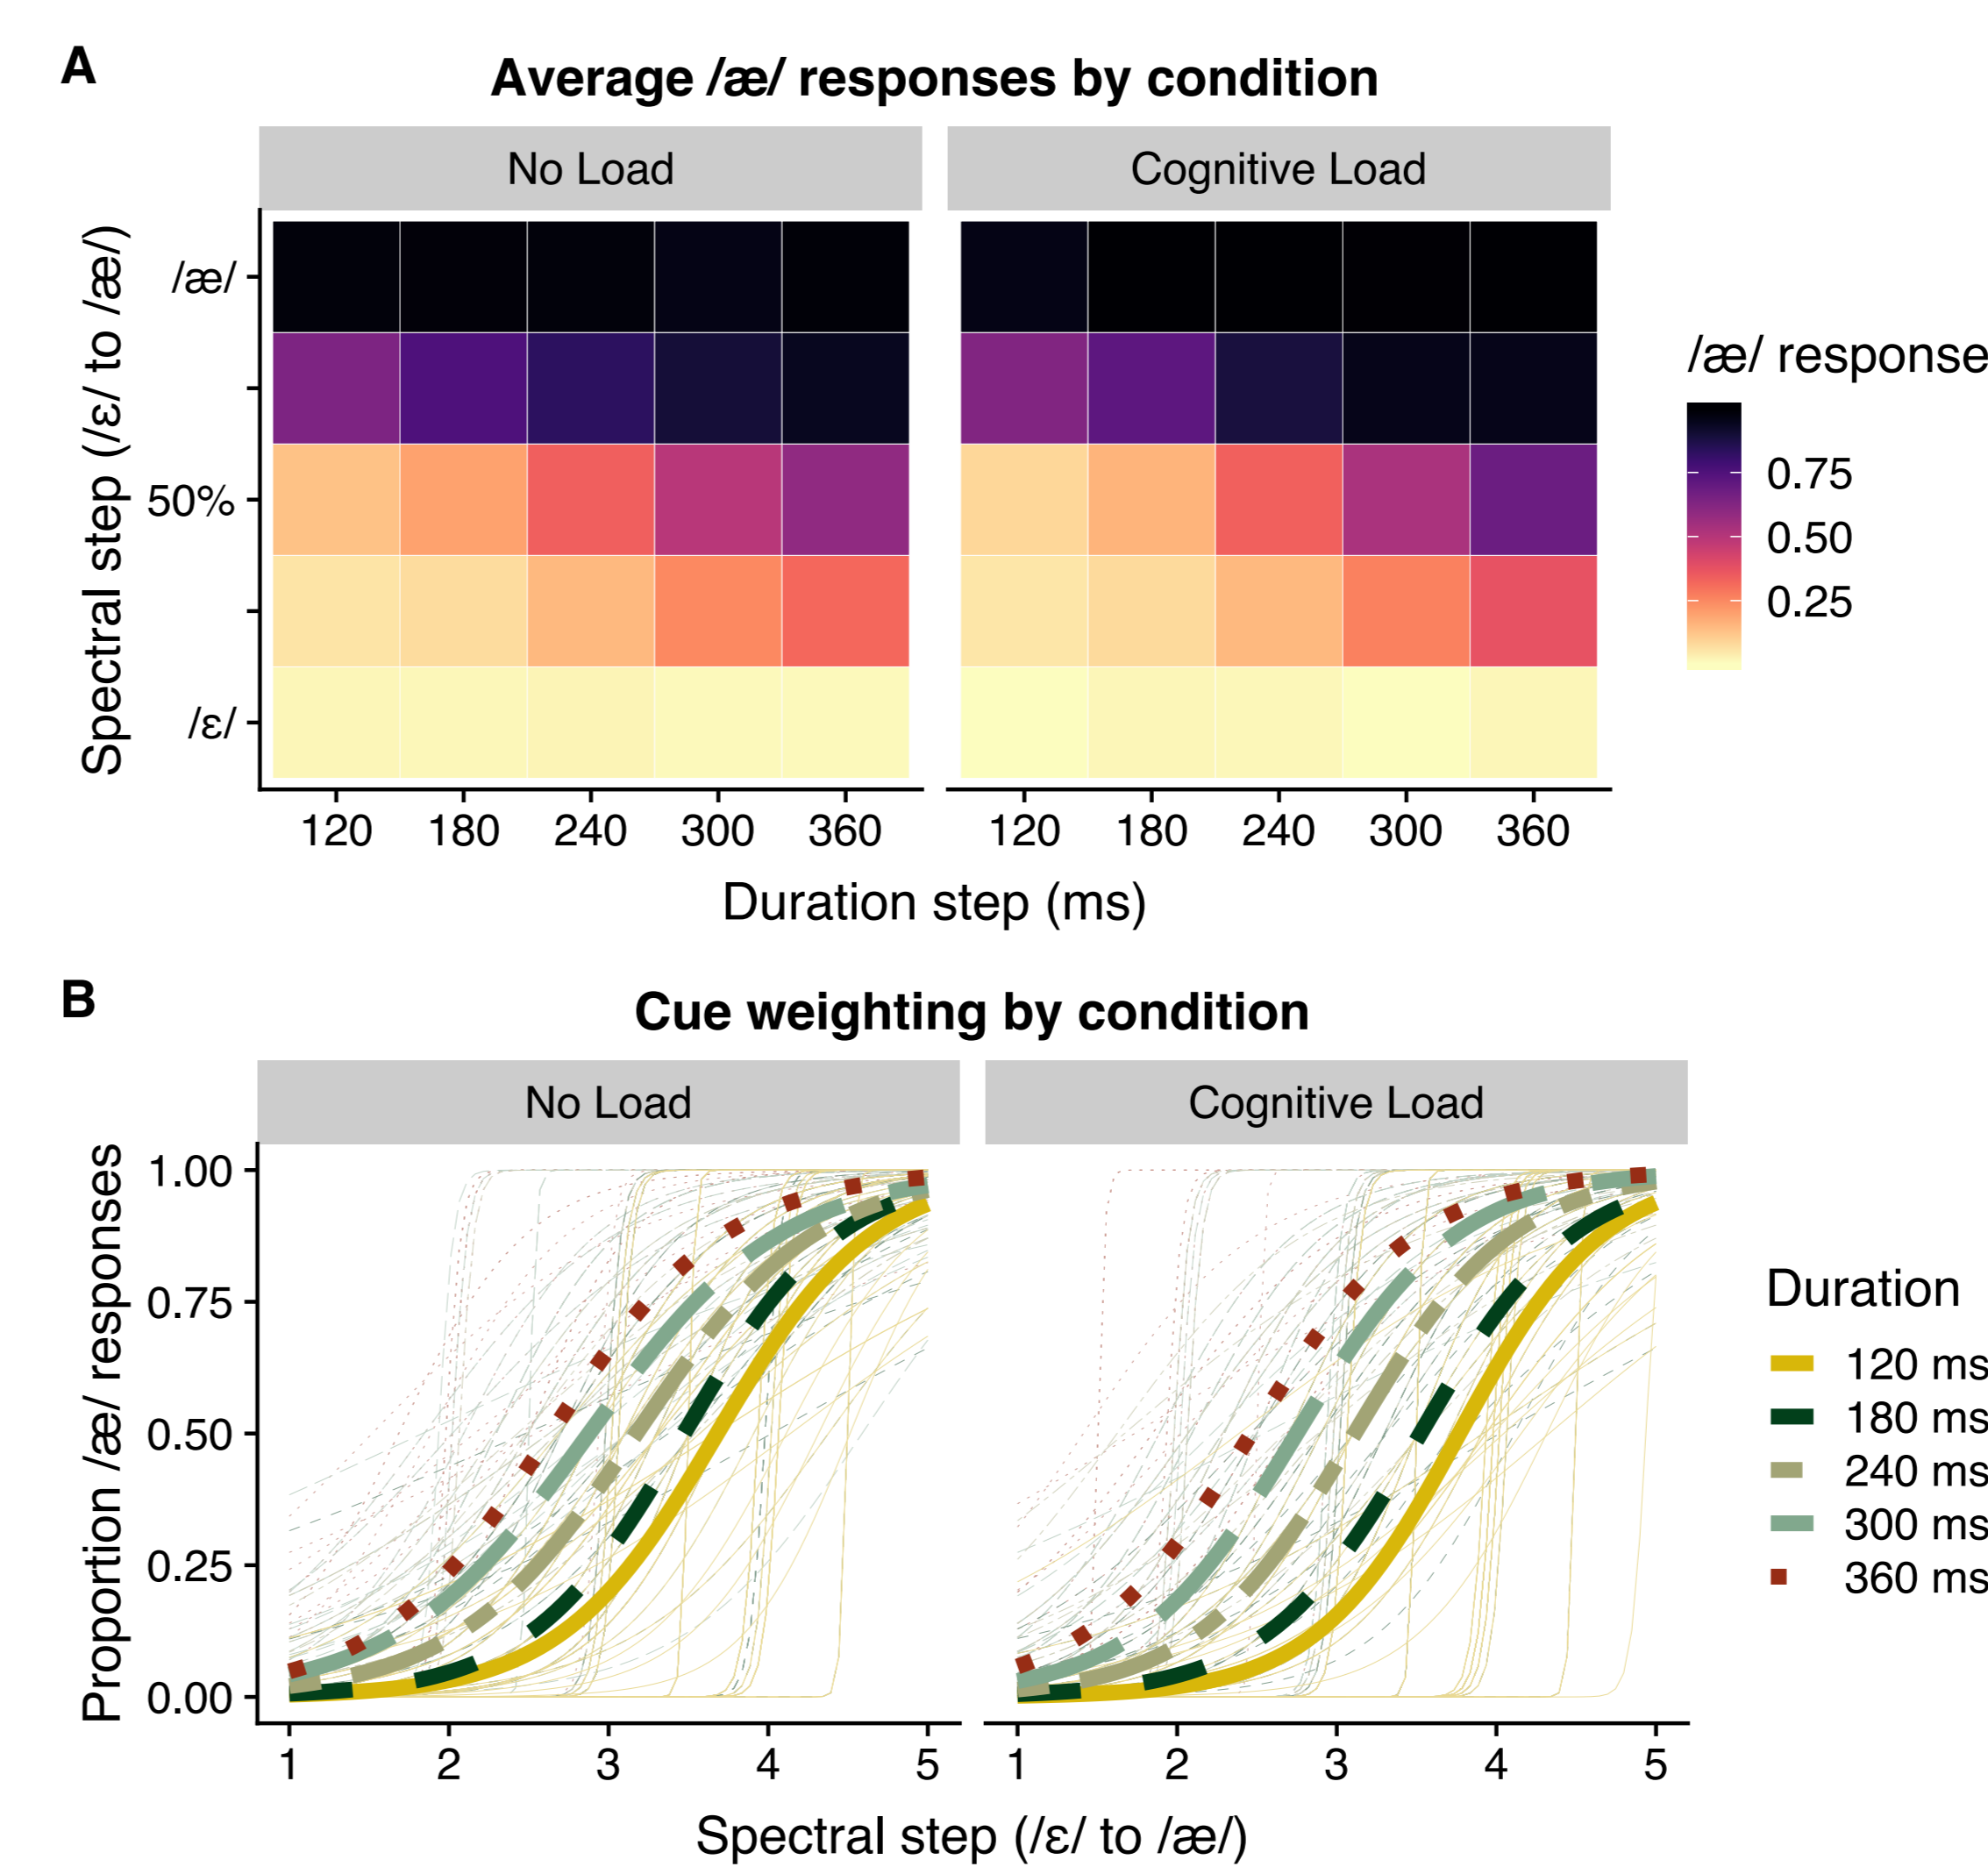 A
Average /æ/ responses by condition
No Load
Cognitive Load
Spectral step (/ɛ/ to /æ/)
/æ/
50%
/ɛ/
120 180 240 300 360
120 180 240 300 360
Duration step (ms)
/æ/ response
0.75
0.50
0.25
B
Cue weighting by condition
No Load
Cognitive Load
Proportion /æ/ responses
1.00
0.75
0.50
0.25
0.00
1 2 3 4 5
1 2 3 4 5
Spectral step (/ɛ/ to /æ/)
Duration
120 ms
180 ms
240 ms
300 ms
360 ms